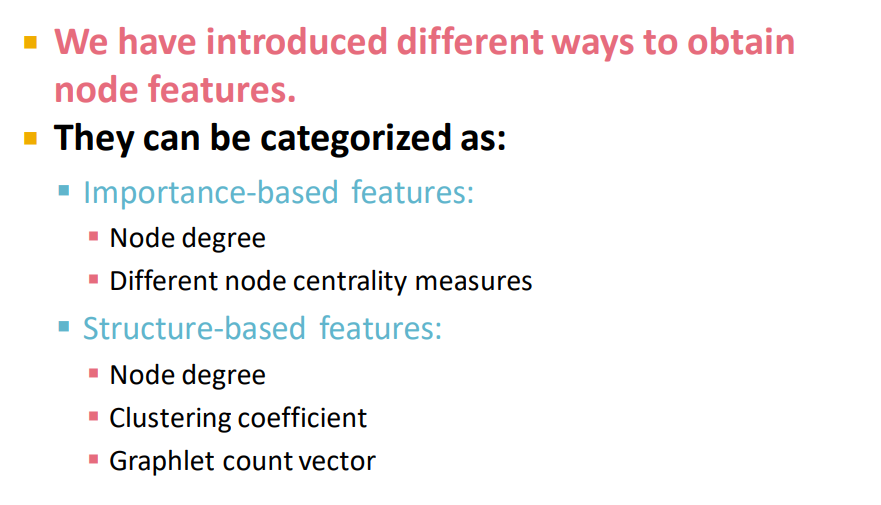 We have introduced different ways to obtain
node features.
They can be categorized as:
Importance-based features:
Node degree
Different node centrality measures
Structure-based features:
Node degree
Clustering coefficient
Graphlet count vector